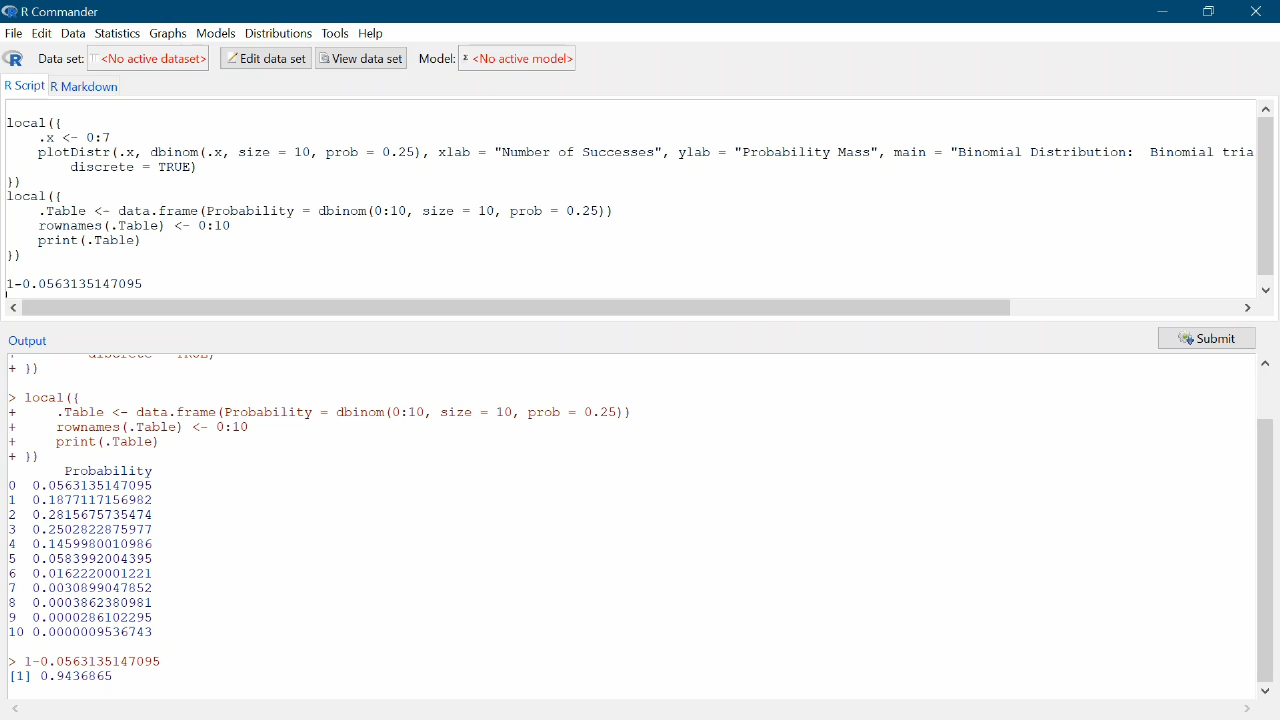 R Commander
File Edit Data Statistics Graphs Models Distributions Tools Help
Data set: <No active dataset> Edit data set View data set Model: Σ <No active model>
R Script R Markdown
local({
    .x <- 0:7
    plotDistr(.x, dbinom(.x, size = 10, prob = 0.25), xlab = "Number of Successes", ylab = "Probability Mass", main = "Binomial Distribution:  Binomial tria
        discrete = TRUE)
})
local({
    .Table <- data.frame(Probability = dbinom(0:10, size = 10, prob = 0.25))
    rownames(.Table) <- 0:10
    print(.Table)
})
1-0.0563135147095
Output
Submit
+         discrete = TRUE)
+ })
> local({
+     .Table <- data.frame(Probability = dbinom(0:10, size = 10, prob = 0.25))
+     rownames(.Table) <- 0:10
+     print(.Table)
+ })
       Probability
0  0.0563135147095
1  0.1877117156982
2  0.2815675735474
3  0.2502822875977
4  0.1459980010986
5  0.0583992004395
6  0.0162220001221
7  0.0030899047852
8  0.0003862380981
9  0.0000286102295
10 0.0000009536743
> 1-0.0563135147095
[1] 0.9436865